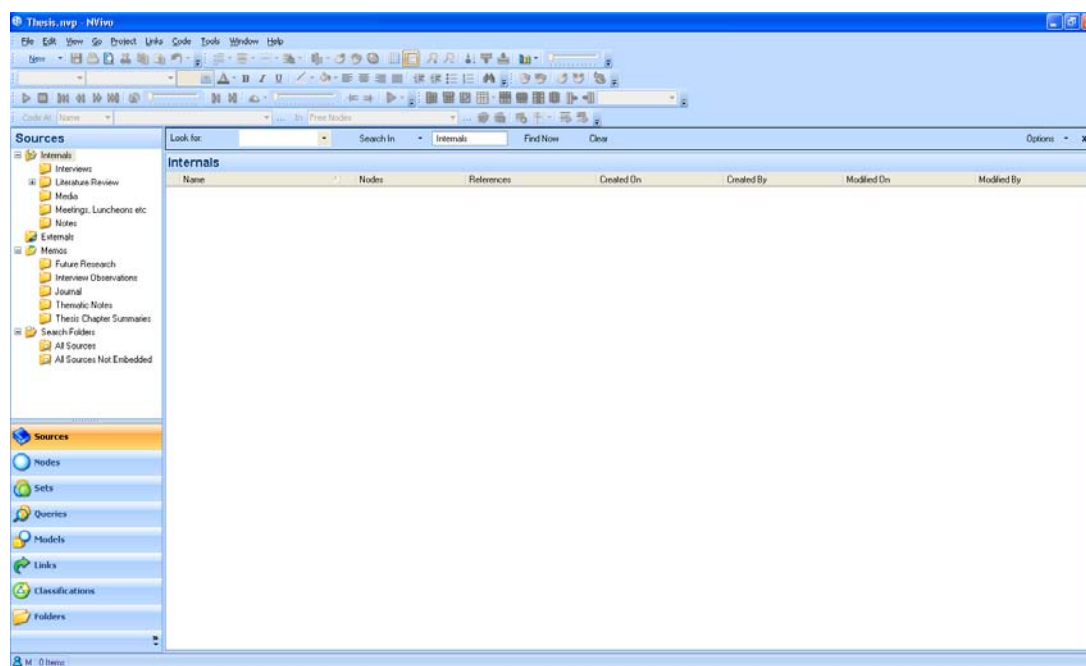 Thesis.nvp - NVivo
File Edit View Go Project Links Code Tools Window Help
New
B I U
Code At Name In Free Nodes
Sources
Look for: Search In Internals Find Now Clear Options x
Internals
Name Nodes References Created On Created By Modified On Modified By
Internals
Interviews
Literature Review
Media
Meetings, Luncheons etc
Notes
Externals
Memos
Future Research
Interview Observations
Journal
Thematic Notes
Thesis Chapter Summaries
Search Folders
All Sources
All Sources Not Embedded
Sources
Nodes
Sets
Queries
Models
Links
Classifications
Folders
M 0 Items